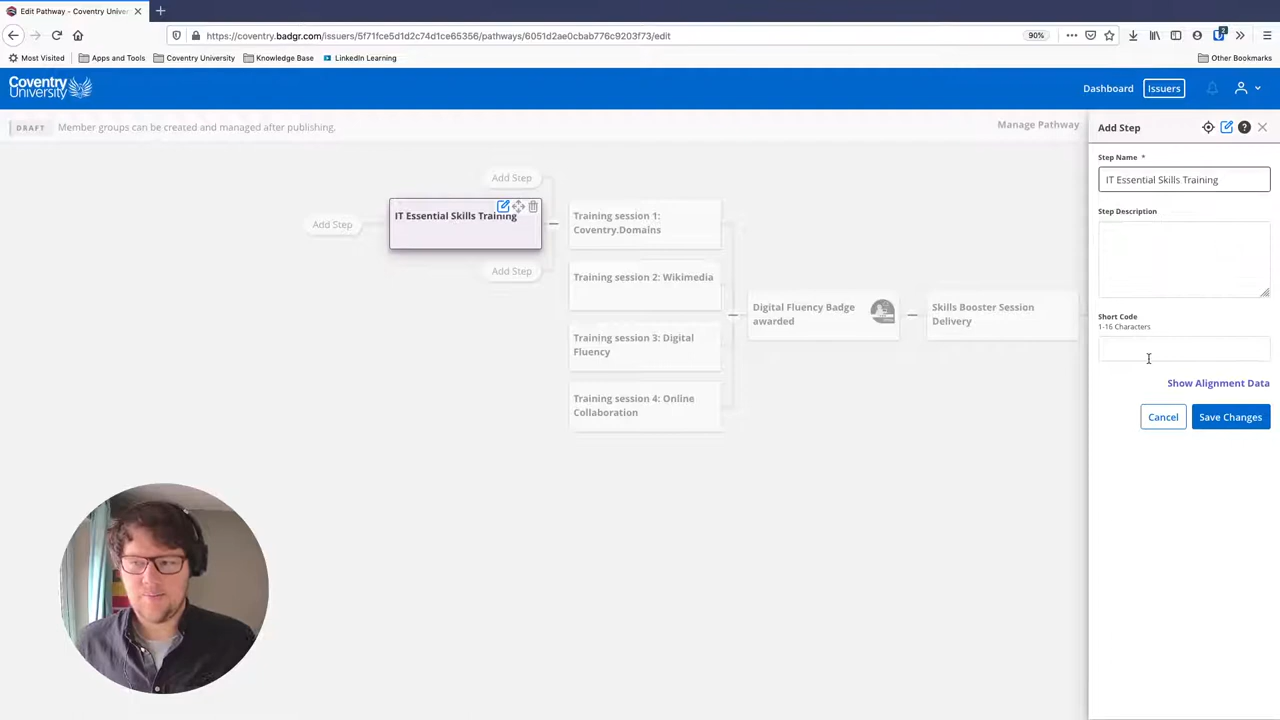 Edit Pathway - Coventry Univer
https://coventry.badgr.com/issuers/5f71fce5d1d2c74d1ce65356/pathways/6051d2ae0cbab776c9203f73/edit
90%
Most Visited
Apps and Tools
Coventry University
Knowledge Base
LinkedIn Learning
Other Bookmarks
Coventry
University
Dashboard
Issuers
DRAFT
Member groups can be created and managed after publishing.
Manage Pathway
Add Step
Add Step
IT Essential Skills Training
Add Step
Training session 1:
Coventry.Domains
Training session 2: Wikimedia
Training session 3: Digital
Fluency
Training session 4: Online
Collaboration
Digital Fluency Badge
awarded
Skills Booster Session
Delivery
Add Step
Step Name *
IT Essential Skills Training
Step Description
Short Code
1-16 Characters
Show Alignment Data
Cancel
Save Changes